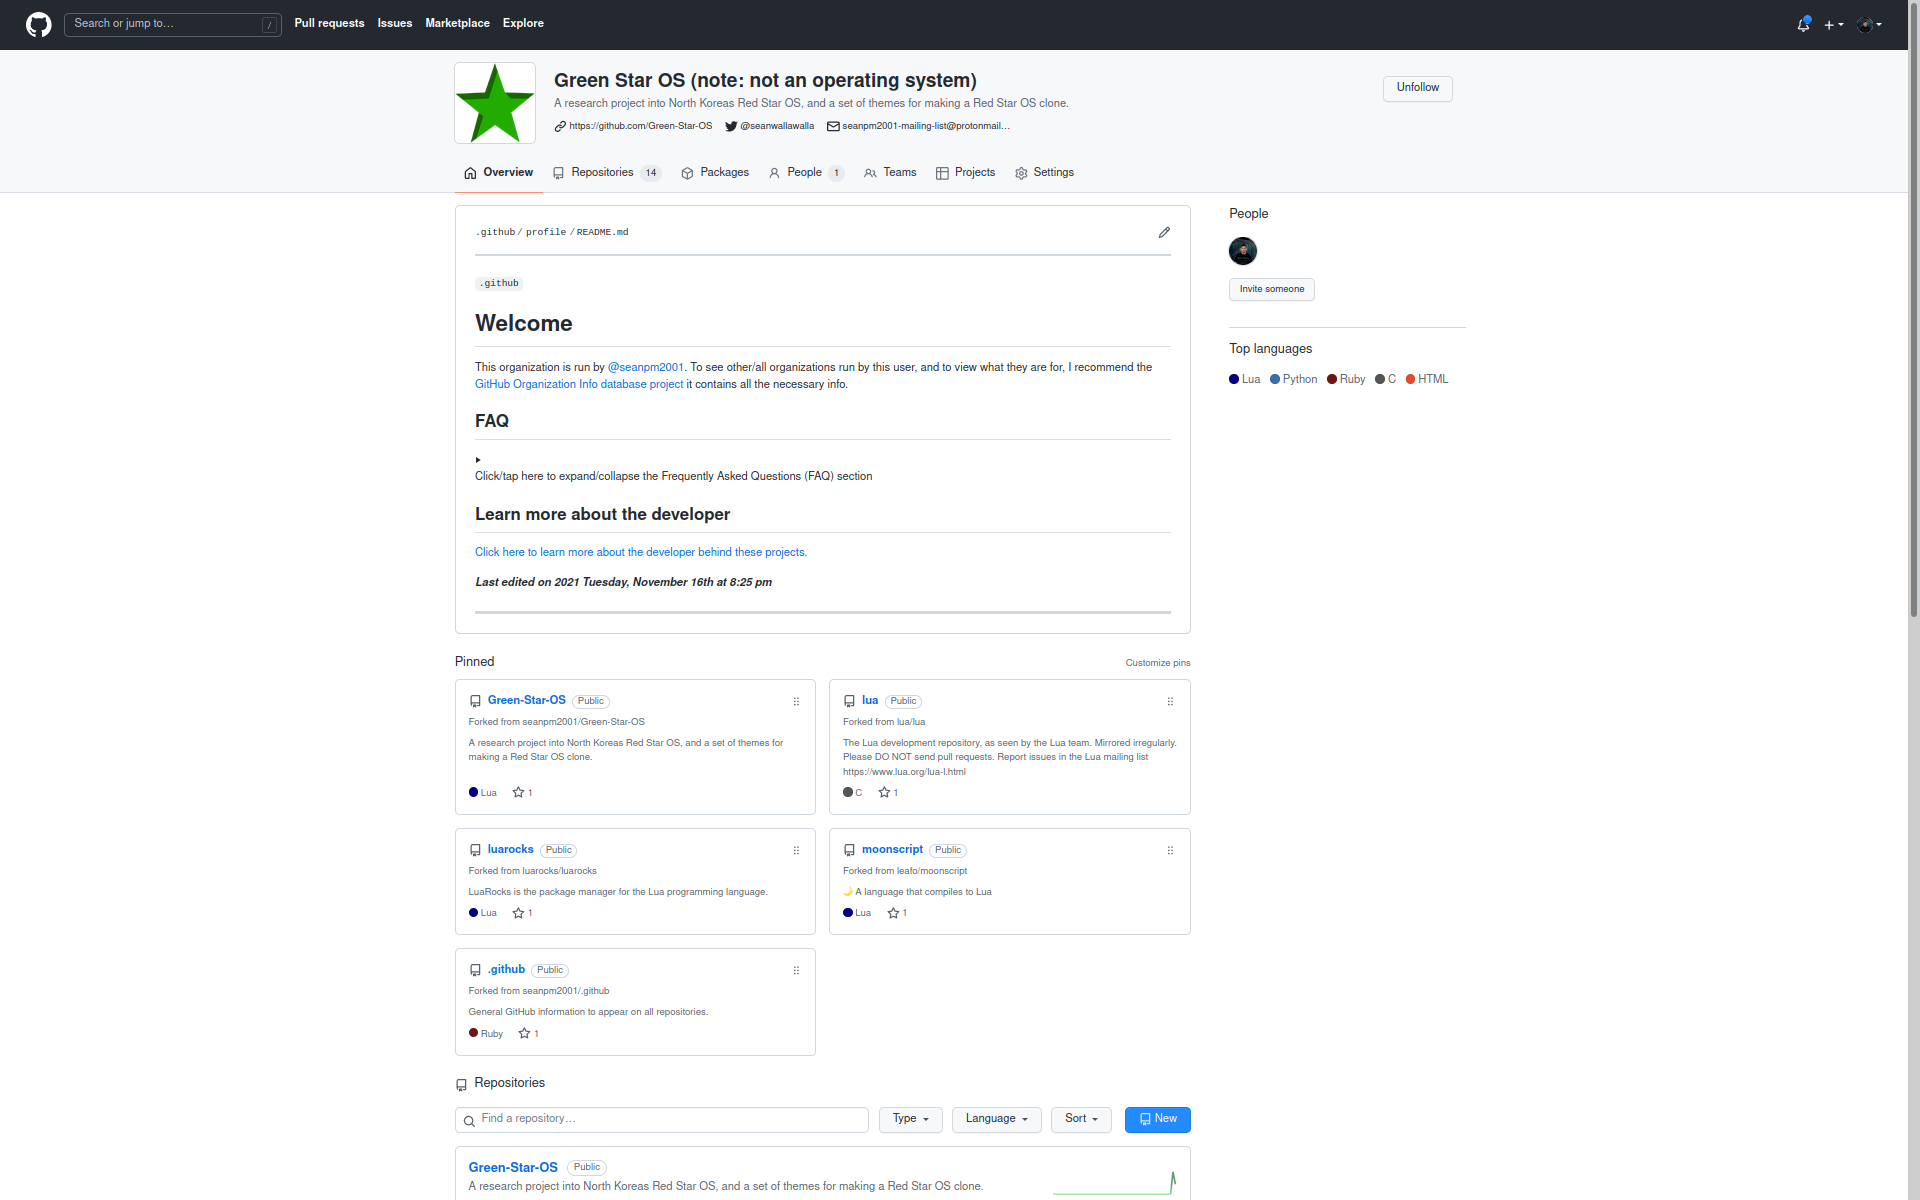 Search or jump to…
/
Pull requests Issues Marketplace Explore
Green Star OS (note: not an operating system)
A research project into North Koreas Red Star OS, and a set of themes for making a Red Star OS clone.
https://github.com/Green-Star-OS @seanwallawalla seanpm2001-mailing-list@protonmail…
Unfollow
Overview Repositories 14 Packages People 1 Teams Projects Settings
.github / profile / README.md
.github
Welcome
This organization is run by @seanpm2001. To see other/all organizations run by this user, and to view what they are for, I recommend the
GitHub Organization Info database project it contains all the necessary info.
FAQ
Click/tap here to expand/collapse the Frequently Asked Questions (FAQ) section
Learn more about the developer
Click here to learn more about the developer behind these projects.
Last edited on 2021 Tuesday, November 16th at 8:25 pm
People
Invite someone
Top languages
Lua Python Ruby C HTML
Pinned
Customize pins
Green-Star-OS Public
Forked from seanpm2001/Green-Star-OS
A research project into North Koreas Red Star OS, and a set of themes for
making a Red Star OS clone.
Lua 1
lua Public
Forked from lua/lua
The Lua development repository, as seen by the Lua team. Mirrored irregularly.
Please DO NOT send pull requests. Report issues in the Lua mailing list
https://www.lua.org/lua-l.html
C 1
luarocks Public
Forked from luarocks/luarocks
LuaRocks is the package manager for the Lua programming language.
Lua 1
moonscript Public
Forked from leafo/moonscript
🌙 A language that compiles to Lua
Lua 1
.github Public
Forked from seanpm2001/.github
General GitHub information to appear on all repositories.
Ruby 1
Repositories
Find a repository…
Type Language Sort New
Green-Star-OS Public
A research project into North Koreas Red Star OS, and a set of themes for making a Red Star OS clone.